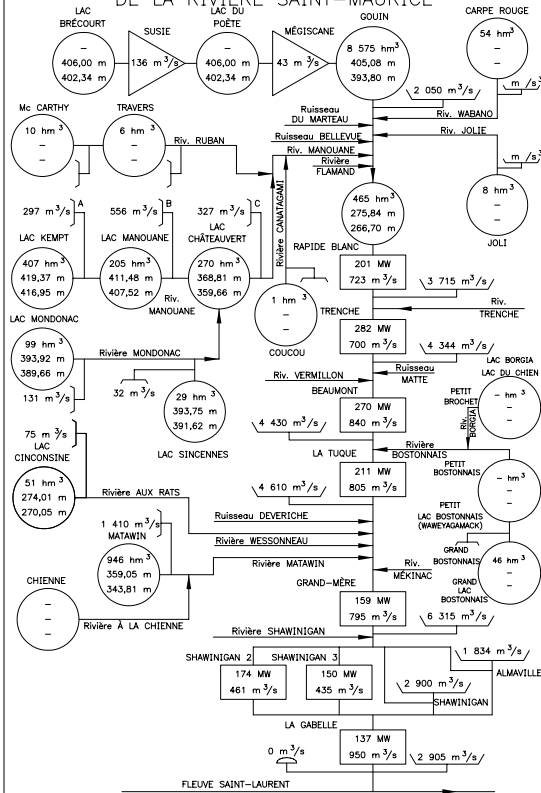 DE LA RIVIÈRE SAINT-MAURICE
LAC
BRÉCOURT
—
406,00 m
402,34 m
SUSIE
136 m³/s
LAC DU
POÈTE
—
406,00 m
402,34 m
MÉGISCANE
43 m³/s
GOUIN
8 575 hm³
405,08 m
393,80 m
CARPE ROUGE
54 hm³
—
—
2 050 m³/s
m³/s
Ruisseau
DU MARTEAU
Riv. WABANO
Mc CARTHY
10 hm³
—
—
TRAVERS
6 hm³
—
—
Riv. RUBAN
Ruisseau BELLEVUE
Riv. JOLIE
Riv. MANOUANE
Rivière
FLAMAND
m³/s
8 hm³
—
—
JOLI
Rivière CANATAGAMI
465 hm³
275,84 m
266,70 m
297 m³/s
A
556 m³/s
B
327 m³/s
C
LAC KEMPT
407 hm³
419,37 m
416,95 m
LAC MANOUANE
205 hm³
411,48 m
407,52 m
Riv.
MANOUANE
LAC
CHÂTEAUVERT
270 hm³
368,81 m
359,66 m
RAPIDE BLANC
201 MW
723 m³/s
3 715 m³/s
1 hm³
—
—
COUCOU
TRENCHE
282 MW
700 m³/s
Riv.
TRENCHE
LAC MONDONAC
99 hm³
393,92 m
389,66 m
131 m³/s
Rivière MONDONAC
32 m³/s
29 hm³
393,75 m
391,62 m
LAC SINCENNES
4 344 m³/s
Riv. VERMILLON
Ruisseau
MATTE
BEAUMONT
270 MW
840 m³/s
LAC BORGIA
LAC DU CHIEN
PETIT
BROCHET
— hm³
—
—
Riv.
BORGIA
4 430 m³/s
Rivière
BOSTONNAIS
LA TUQUE
211 MW
805 m³/s
PETIT
BOSTONNAIS
— hm³
—
—
75 m³/s
LAC
CINCONSINE
51 hm³
274,01 m
270,05 m
Rivière AUX RATS
4 610 m³/s
Ruisseau DEVERICHE
PETIT
LAC BOSTONNAIS
(WAWEYAGAMACK)
1 410 m³/s
MATAWIN
946 hm³
359,05 m
343,81 m
Rivière WESSONNEAU
Rivière MATAWIN
GRAND
BOSTONNAIS
46 hm³
—
—
GRAND
LAC
BOSTONNAIS
Riv.
MÉKINAC
CHIENNE
—
—
—
Rivière À LA CHIENNE
GRAND-MÈRE
159 MW
795 m³/s
6 315 m³/s
Rivière SHAWINIGAN
SHAWINIGAN 2
174 MW
461 m³/s
SHAWINIGAN 3
150 MW
435 m³/s
2 900 m³/s
SHAWINIGAN
1 834 m³/s
ALMAVILLE
LA GABELLE
137 MW
950 m³/s
0 m³/s
2 905 m³/s
FLEUVE SAINT-LAURENT